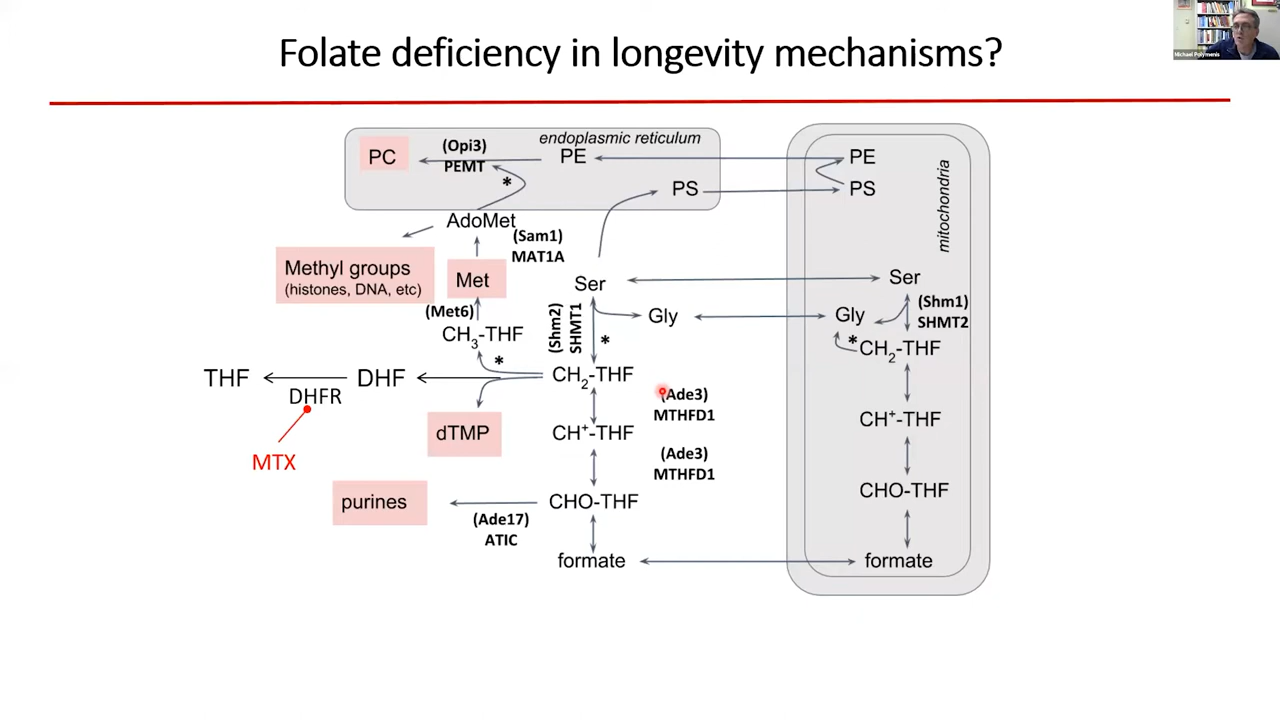 Folate deficiency in longevity mechanisms?
Michael Polymenis
endoplasmic reticulum
PC
(Opi3)
PEMT
PE
PE
*
PS
PS
mitochondria
AdoMet
(Sam1)
MAT1A
Methyl groups
(histones, DNA, etc)
Met
Ser
Ser
(Met6)
(Shm2)
SHMT1
Gly
Gly
(Shm1)
SHMT2
CH3-THF
*
*
*
CH2-THF
THF
DHF
CH2-THF
DHFR
(Ade3)
MTHFD1
dTMP
CH+-THF
CH+-THF
MTX
(Ade3)
MTHFD1
purines
CHO-THF
CHO-THF
(Ade17)
ATIC
formate
formate